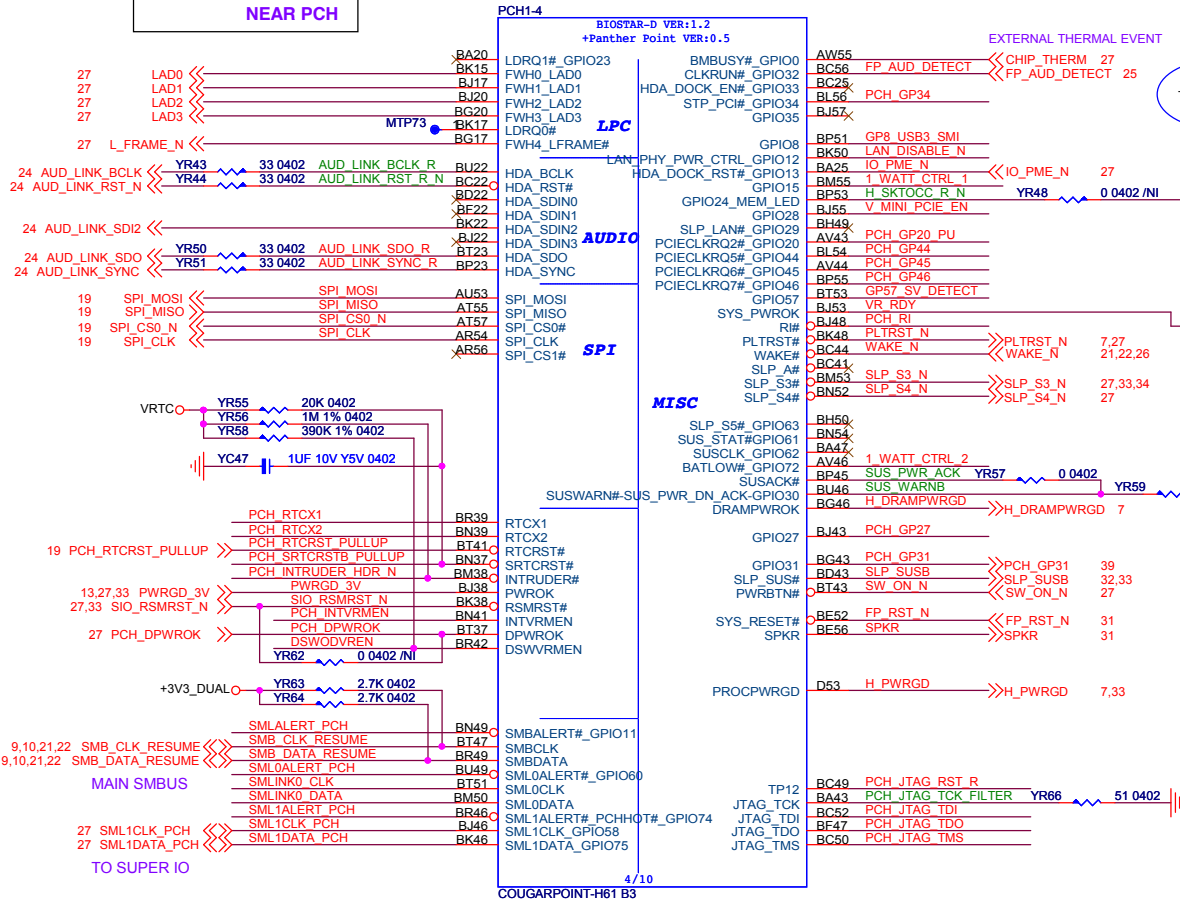 NEAR PCH
PCH1-4
BIOSTAR-D VER:1.2
+Panther Point VER:0.5
EXTERNAL THERMAL EVENT
BA20 LDRQ1#_GPIO23
27 LAD0 BK15 FWH0_LAD0
27 LAD1 BJ17 FWH1_LAD1
27 LAD2 BJ20 FWH2_LAD2
27 LAD3 BG20 FWH3_LAD3
MTP73 1 BK17 LDRQ0#
27 L_FRAME_N BG17 FWH4_LFRAME#
LPC
24 AUD_LINK_BCLK YR43 33 0402 AUD_LINK_BCLK_R BU22 HDA_BCLK
24 AUD_LINK_RST_N YR44 33 0402 AUD_LINK_RST_R_N BC22 HDA_RST#
BD22 HDA_SDIN0
BF22 HDA_SDIN1
24 AUD_LINK_SDI2 BK22 HDA_SDIN2
BJ22 HDA_SDIN3
AUDIO
24 AUD_LINK_SDO YR50 33 0402 AUD_LINK_SDO_R BT23 HDA_SDO
24 AUD_LINK_SYNC YR51 33 0402 AUD_LINK_SYNC_R BP23 HDA_SYNC
19 SPI_MOSI SPI_MOSI AU53 SPI_MOSI
19 SPI_MISO SPI_MISO AT55 SPI_MISO
19 SPI_CS0_N SPI_CS0_N AT57 SPI_CS0#
19 SPI_CLK SPI_CLK AR54 SPI_CLK
AR56 SPI_CS1#
SPI
VRTC YR55 20K 0402
YR56 1M 1% 0402
YR58 390K 1% 0402
YC47 1UF 10V Y5V 0402
PCH_RTCX1 BR39 RTCX1
PCH_RTCX2 BN39 RTCX2
19 PCH_RTCRST_PULLUP PCH_RTCRST_PULLUP BT41 RTCRST#
PCH_SRTCRSTB_PULLUP BN37 SRTCRST#
PCH_INTRUDER_HDR_N BM38 INTRUDER#
13,27,33 PWRGD_3V PWRGD_3V BJ38 PWROK
27,33 SIO_RSMRST_N SIO_RSMRST_N BK38 RSMRST#
PCH_INTVRMEN BN41 INTVRMEN
27 PCH_DPWROK PCH_DPWROK BT37 DPWROK
DSWODVREN BR42 DSWVRMEN
YR62 0 0402 /NI
+3V3_DUAL YR63 2.7K 0402
YR64 2.7K 0402
SMLALERT_PCH BN49 SMBALERT#_GPIO11
9,10,21,22 SMB_CLK_RESUME SMB_CLK_RESUME BT47 SMBCLK
9,10,21,22 SMB_DATA_RESUME SMB_DATA_RESUME BR49 SMBDATA
MAIN SMBUS
SML0ALERT_PCH BU49 SML0ALERT#_GPIO60
SMLINK0_CLK BT51 SML0CLK
SMLINK0_DATA BM50 SML0DATA
SML1ALERT_PCH BR46 SML1ALERT#_PCHHOT#_GPIO74
27 SML1CLK_PCH SML1CLK_PCH BJ46 SML1CLK_GPIO58
27 SML1DATA_PCH SML1DATA_PCH BK46 SML1DATA_GPIO75
TO SUPER IO
BMBUSY#_GPIO0 AW55 CHIP_THERM 27
CLKRUN#_GPIO32 BC56 FP_AUD_DETECT FP_AUD_DETECT 25
HDA_DOCK_EN#_GPIO33 BC25
STP_PCI#_GPIO34 BL56 PCH_GP34
GPIO35 BJ57
GPIO8 BP51 GP8_USB3_SMI
LAN_PHY_PWR_CTRL_GPIO12 BK50 LAN_DISABLE_N
HDA_DOCK_RST#_GPIO13 BA25 IO_PME_N IO_PME_N 27
GPIO15 BM55 1_WATT_CTRL_1
GPIO24_MEM_LED BP53 H_SKTOCC_R_N YR48 0 0402 /NI
GPIO28 BJ55 V_MINI_PCIE_EN
SLP_LAN#_GPIO29 BH49
PCIECLKRQ2#_GPIO20 AV43 PCH_GP20_PU
PCIECLKRQ5#_GPIO44 BL54 PCH_GP44
PCIECLKRQ6#_GPIO45 AV44 PCH_GP45
PCIECLKRQ7#_GPIO46 BP55 PCH_GP46
GPIO57 BT53 GP57_SV_DETECT
SYS_PWROK BJ53 VR_RDY
RI# BJ48 PCH_RI
PLTRST# BK48 PLTRST_N PLTRST_N 7,27
WAKE# BC44 WAKE_N WAKE_N 21,22,26
SLP_A# BC41
SLP_S3# BM53 SLP_S3_N SLP_S3_N 27,33,34
SLP_S4# BN52 SLP_S4_N SLP_S4_N 27
MISC
SLP_S5#_GPIO63 BH50
SUS_STAT#GPIO61 BN54
SUSCLK_GPIO62 BA47
BATLOW#_GPIO72 AV46 1_WATT_CTRL_2
SUSACK# BP45 SUS_PWR_ACK YR57 0 0402
SUSWARN#-SUS_PWR_DN_ACK-GPIO30 BU46 SUS_WARNB YR59
DRAMPWROK BG46 H_DRAMPWRGD H_DRAMPWRGD 7
GPIO27 BJ43 PCH_GP27
GPIO31 BG43 PCH_GP31 PCH_GP31 39
SLP_SUS# BD43 SLP_SUSB SLP_SUSB 32,33
PWRBTN# BT43 SW_ON_N SW_ON_N 27
SYS_RESET# BE52 FP_RST_N FP_RST_N 31
SPKR BE56 SPKR SPKR 31
PROCPWRGD D53 H_PWRGD H_PWRGD 7,33
TP12 BC49 PCH_JTAG_RST_R
JTAG_TCK BA43 PCH_JTAG_TCK_FILTER YR66 51 0402
JTAG_TDI BC52 PCH_JTAG_TDI
JTAG_TDO BF47 PCH_JTAG_TDO
JTAG_TMS BC50 PCH_JTAG_TMS
4/10
COUGARPOINT-H61 B3